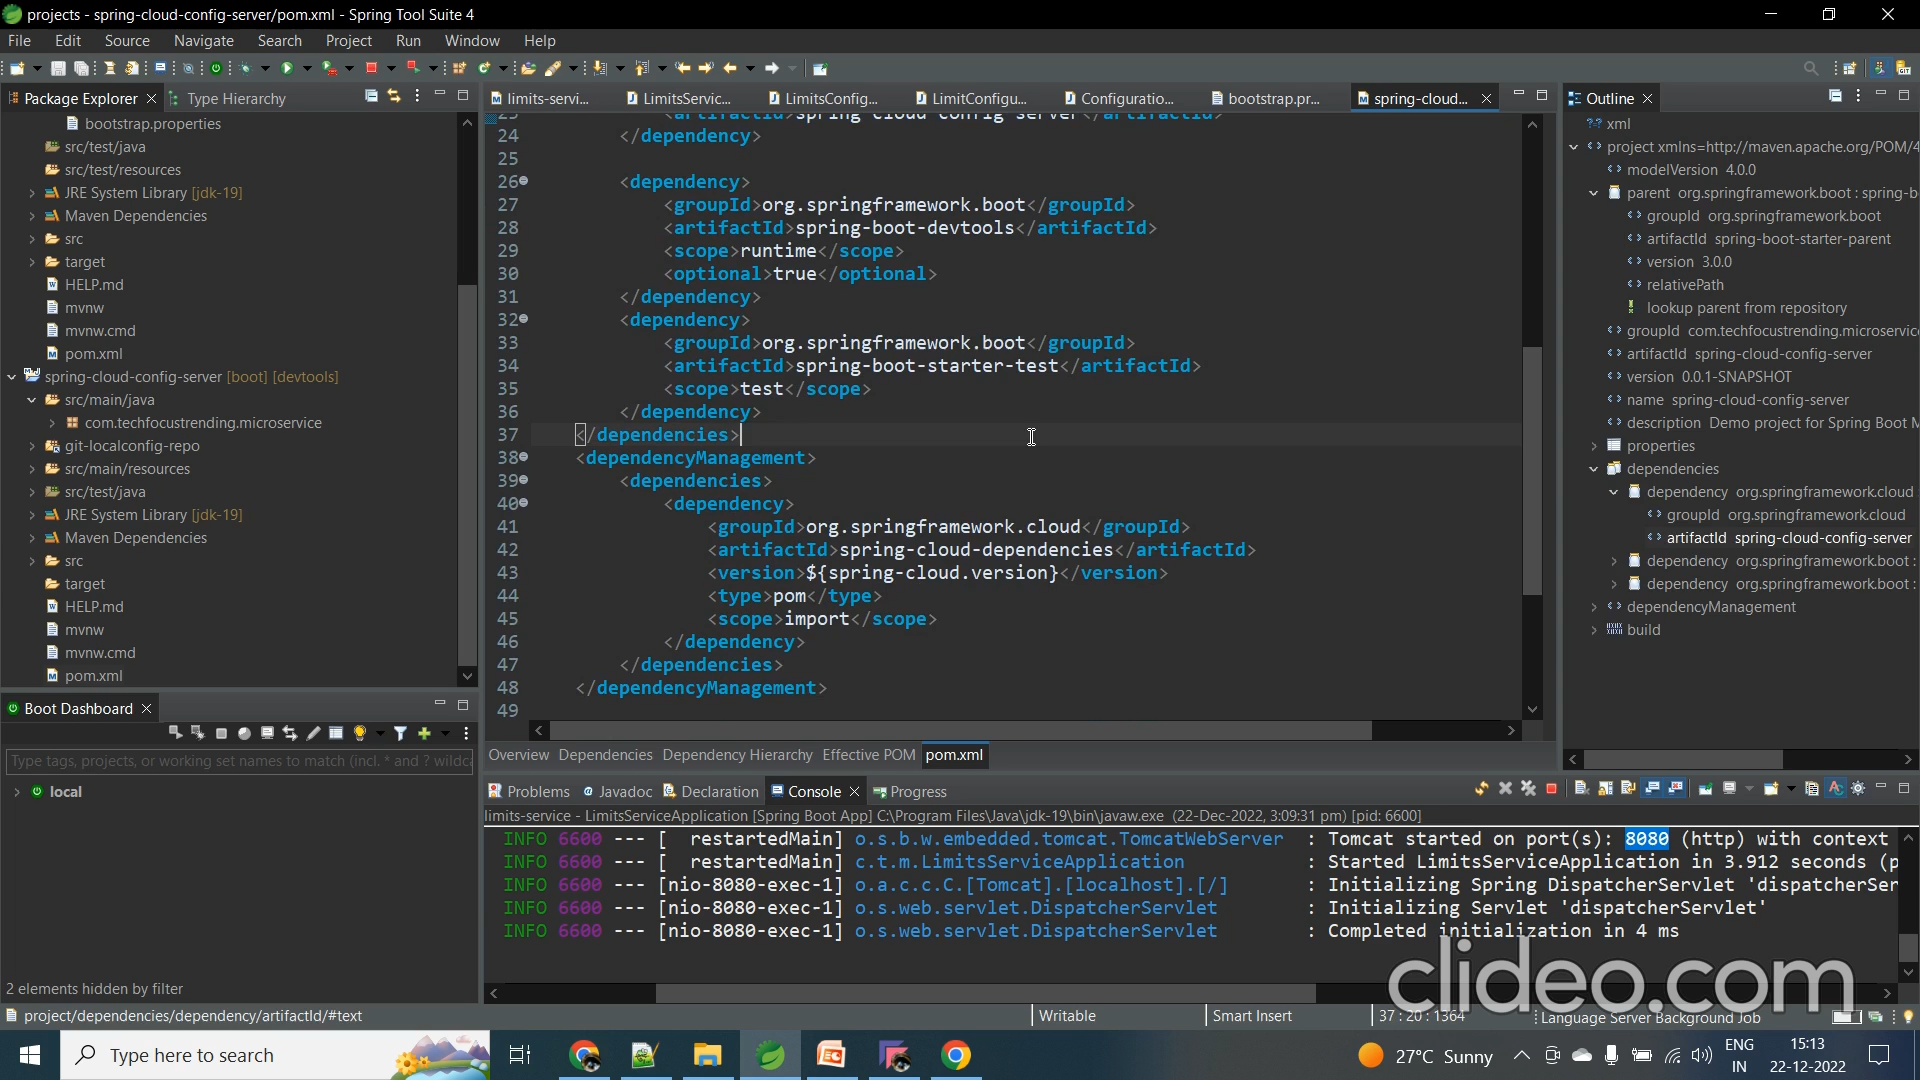 projects - spring-cloud-config-server/pom.xml - Spring Tool Suite 4
File Edit Source Navigate Search Project Run Window Help
Package Explorer
Type Hierarchy
bootstrap.properties
src/test/java
src/test/resources
JRE System Library [jdk-19]
Maven Dependencies
src
target
HELP.md
mvnw
mvnw.cmd
pom.xml
spring-cloud-config-server [boot] [devtools]
src/main/java
com.techfocustrending.microservice
git-localconfig-repo
src/main/resources
src/test/java
JRE System Library [jdk-19]
Maven Dependencies
src
target
HELP.md
mvnw
mvnw.cmd
pom.xml
Boot Dashboard
Type tags, projects, or working set names to match (incl. * and ? wildca
local
2 elements hidden by filter
limits-servi... LimitsServic... LimitsConfig... LimitConfigu... Configuratio... bootstrap.pr... spring-cloud...
23 <artifactId>spring-cloud-config-server</artifactId>
24 </dependency>
25
26 <dependency>
27 <groupId>org.springframework.boot</groupId>
28 <artifactId>spring-boot-devtools</artifactId>
29 <scope>runtime</scope>
30 <optional>true</optional>
31 </dependency>
32 <dependency>
33 <groupId>org.springframework.boot</groupId>
34 <artifactId>spring-boot-starter-test</artifactId>
35 <scope>test</scope>
36 </dependency>
37 </dependencies>
38 <dependencyManagement>
39 <dependencies>
40 <dependency>
41 <groupId>org.springframework.cloud</groupId>
42 <artifactId>spring-cloud-dependencies</artifactId>
43 <version>${spring-cloud.version}</version>
44 <type>pom</type>
45 <scope>import</scope>
46 </dependency>
47 </dependencies>
48 </dependencyManagement>
49
Overview Dependencies Dependency Hierarchy Effective POM pom.xml
Outline
xml
project xmlns=http://maven.apache.org/POM/4
modelVersion 4.0.0
parent org.springframework.boot : spring-b
groupId org.springframework.boot
artifactId spring-boot-starter-parent
version 3.0.0
relativePath
lookup parent from repository
groupId com.techfocustrending.microservic
artifactId spring-cloud-config-server
version 0.0.1-SNAPSHOT
name spring-cloud-config-server
description Demo project for Spring Boot M
properties
dependencies
dependency org.springframework.cloud
groupId org.springframework.cloud
artifactId spring-cloud-config-server
dependency org.springframework.boot :
dependency org.springframework.boot :
dependencyManagement
build
Problems Javadoc Declaration Console Progress
limits-service - LimitsServiceApplication [Spring Boot App] C:\Program Files\Java\jdk-19\bin\javaw.exe (22-Dec-2022, 3:09:31 pm) [pid: 6600]
INFO 6600 --- [ restartedMain] o.s.b.w.embedded.tomcat.TomcatWebServer : Tomcat started on port(s): 8080 (http) with context
INFO 6600 --- [ restartedMain] c.t.m.LimitsServiceApplication : Started LimitsServiceApplication in 3.912 seconds (p
INFO 6600 --- [nio-8080-exec-1] o.a.c.c.C.[Tomcat].[localhost].[/] : Initializing Spring DispatcherServlet 'dispatcherSer
INFO 6600 --- [nio-8080-exec-1] o.s.web.servlet.DispatcherServlet : Initializing Servlet 'dispatcherServlet'
INFO 6600 --- [nio-8080-exec-1] o.s.web.servlet.DispatcherServlet : Completed initialization in 4 ms
clideo.com
project/dependencies/dependency/artifactId/#text
Writable
Smart Insert
37 : 20 : 1364
Language Server Background Job
Type here to search
27°C Sunny
ENG
IN
15:13
22-12-2022